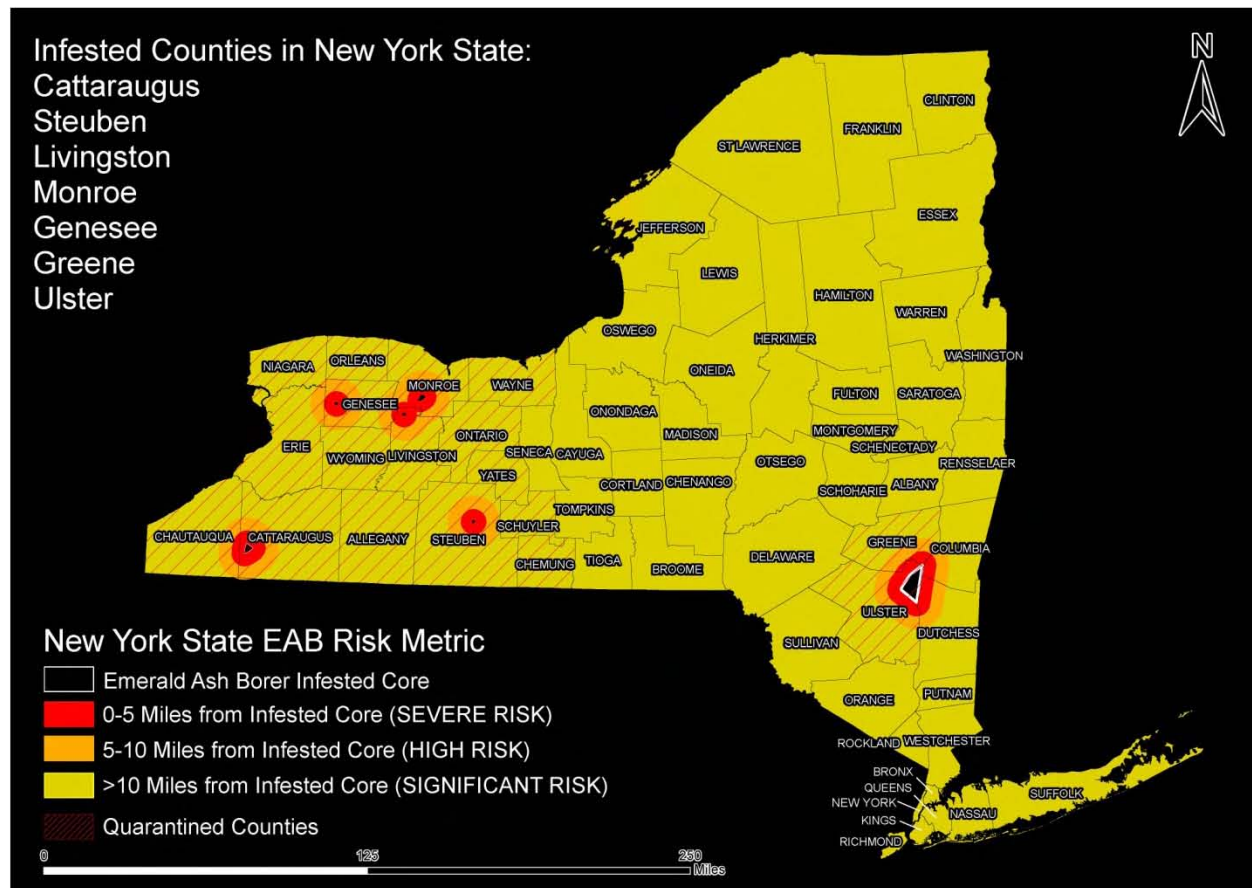 Infested Counties in New York State:
Cattaraugus
Steuben
Livingston
Monroe
Genesee
Greene
Ulster
N
CLINTON
FRANKLIN
ST LAWRENCE
ESSEX
JEFFERSON
LEWIS
HAMILTON
WARREN
OSWEGO
HERKIMER
WASHINGTON
NIAGARA
ORLEANS
ONEIDA
MONROE
WAYNE
FULTON
SARATOGA
GENESEE
ONONDAGA
MADISON
MONTGOMERY
ONTARIO
SCHENECTADY
ERIE
SENECA
CAYUGA
WYOMING
LIVINGSTON
OTSEGO
RENSSELAER
YATES
CORTLAND
CHENANGO
ALBANY
SCHOHARIE
TOMPKINS
SCHUYLER
CHAUTAUQUA
CATTARAUGUS
ALLEGANY
STEUBEN
GREENE
COLUMBIA
DELAWARE
CHEMUNG
TIOGA
BROOME
ULSTER
DUTCHESS
SULLIVAN
PUTNAM
ORANGE
ROCKLAND
WESTCHESTER
BRONX
QUEENS
NEW YORK
KINGS
RICHMOND
NASSAU
SUFFOLK
New York State EAB Risk Metric
Emerald Ash Borer Infested Core
0-5 Miles from Infested Core (SEVERE RISK)
5-10 Miles from Infested Core (HIGH RISK)
>10 Miles from Infested Core (SIGNIFICANT RISK)
Quarantined Counties
0 125 250
Miles